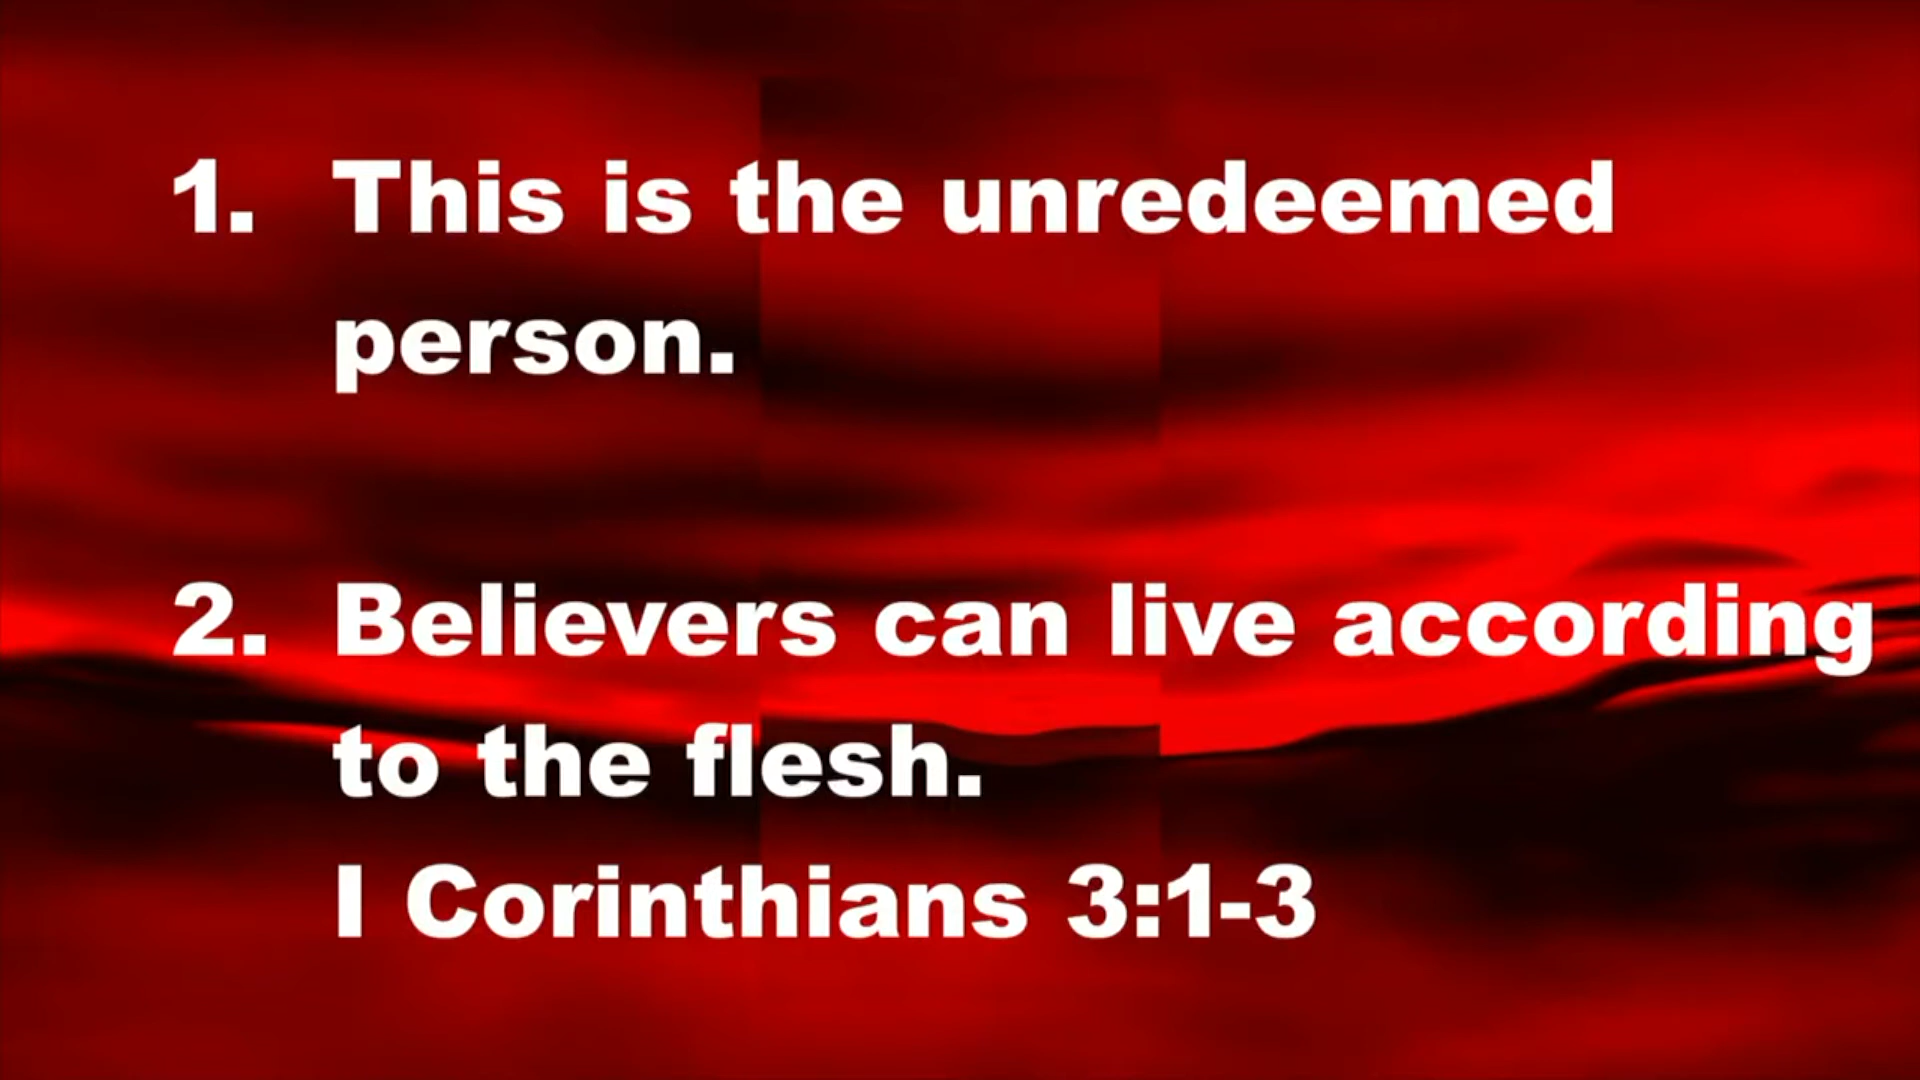 1. This is the unredeemed
person.
2. Believers can live according
to the flesh.
I Corinthians 3:1-3